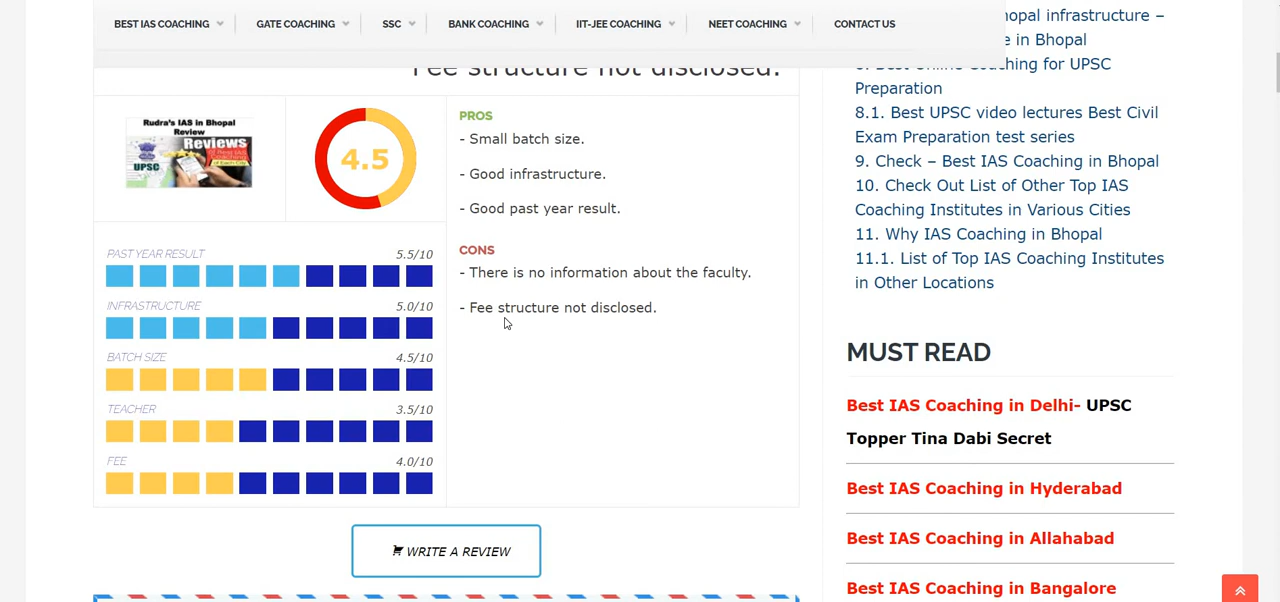 BEST IAS COACHING
GATE COACHING
SSC
BANK COACHING
IIT-JEE COACHING
NEET COACHING
CONTACT US
Fee structure not disclosed.
Rudra's IAS in Bhopal
Review
Reviews
UPSC
4.5
PROS
- Small batch size.
- Good infrastructure.
- Good past year result.
CONS
- There is no information about the faculty.
- Fee structure not disclosed.
PAST YEAR RESULT 5.5/10
INFRASTRUCTURE 5.0/10
BATCH SIZE 4.5/10
TEACHER 3.5/10
FEE 4.0/10
WRITE A REVIEW
infrastructure –
in Bhopal
8. Best Online Coaching for UPSC
Preparation
8.1. Best UPSC video lectures Best Civil
Exam Preparation test series
9. Check – Best IAS Coaching in Bhopal
10. Check Out List of Other Top IAS
Coaching Institutes in Various Cities
11. Why IAS Coaching in Bhopal
11.1. List of Top IAS Coaching Institutes
in Other Locations
MUST READ
Best IAS Coaching in Delhi- UPSC
Topper Tina Dabi Secret
Best IAS Coaching in Hyderabad
Best IAS Coaching in Allahabad
Best IAS Coaching in Bangalore